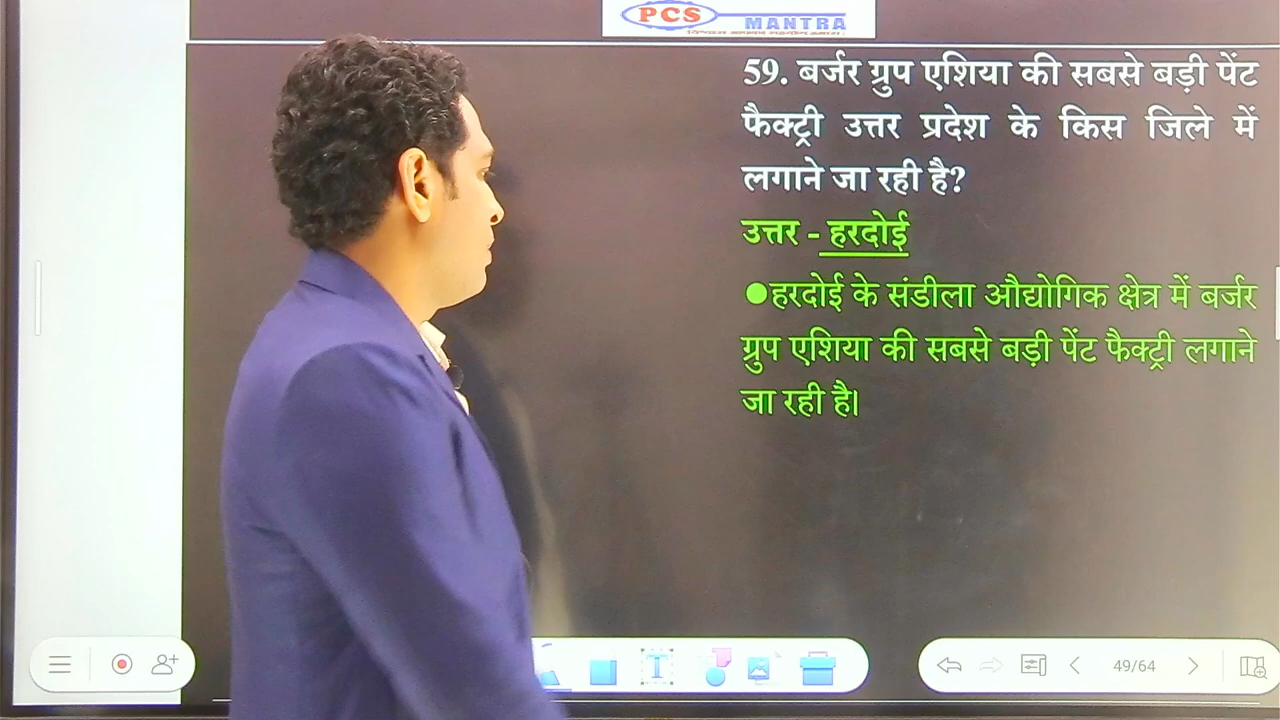 PCS
MANTRA
59. बर्जर ग्रुप एशिया की सबसे बड़ी पेंट
फैक्ट्री उत्तर प्रदेश के किस जिले में
लगाने जा रही है?
उत्तर - हरदोई
●हरदोई के संडीला औद्योगिक क्षेत्र में बर्जर
ग्रुप एशिया की सबसे बड़ी पेंट फैक्ट्री लगाने
जा रही है।
49/64